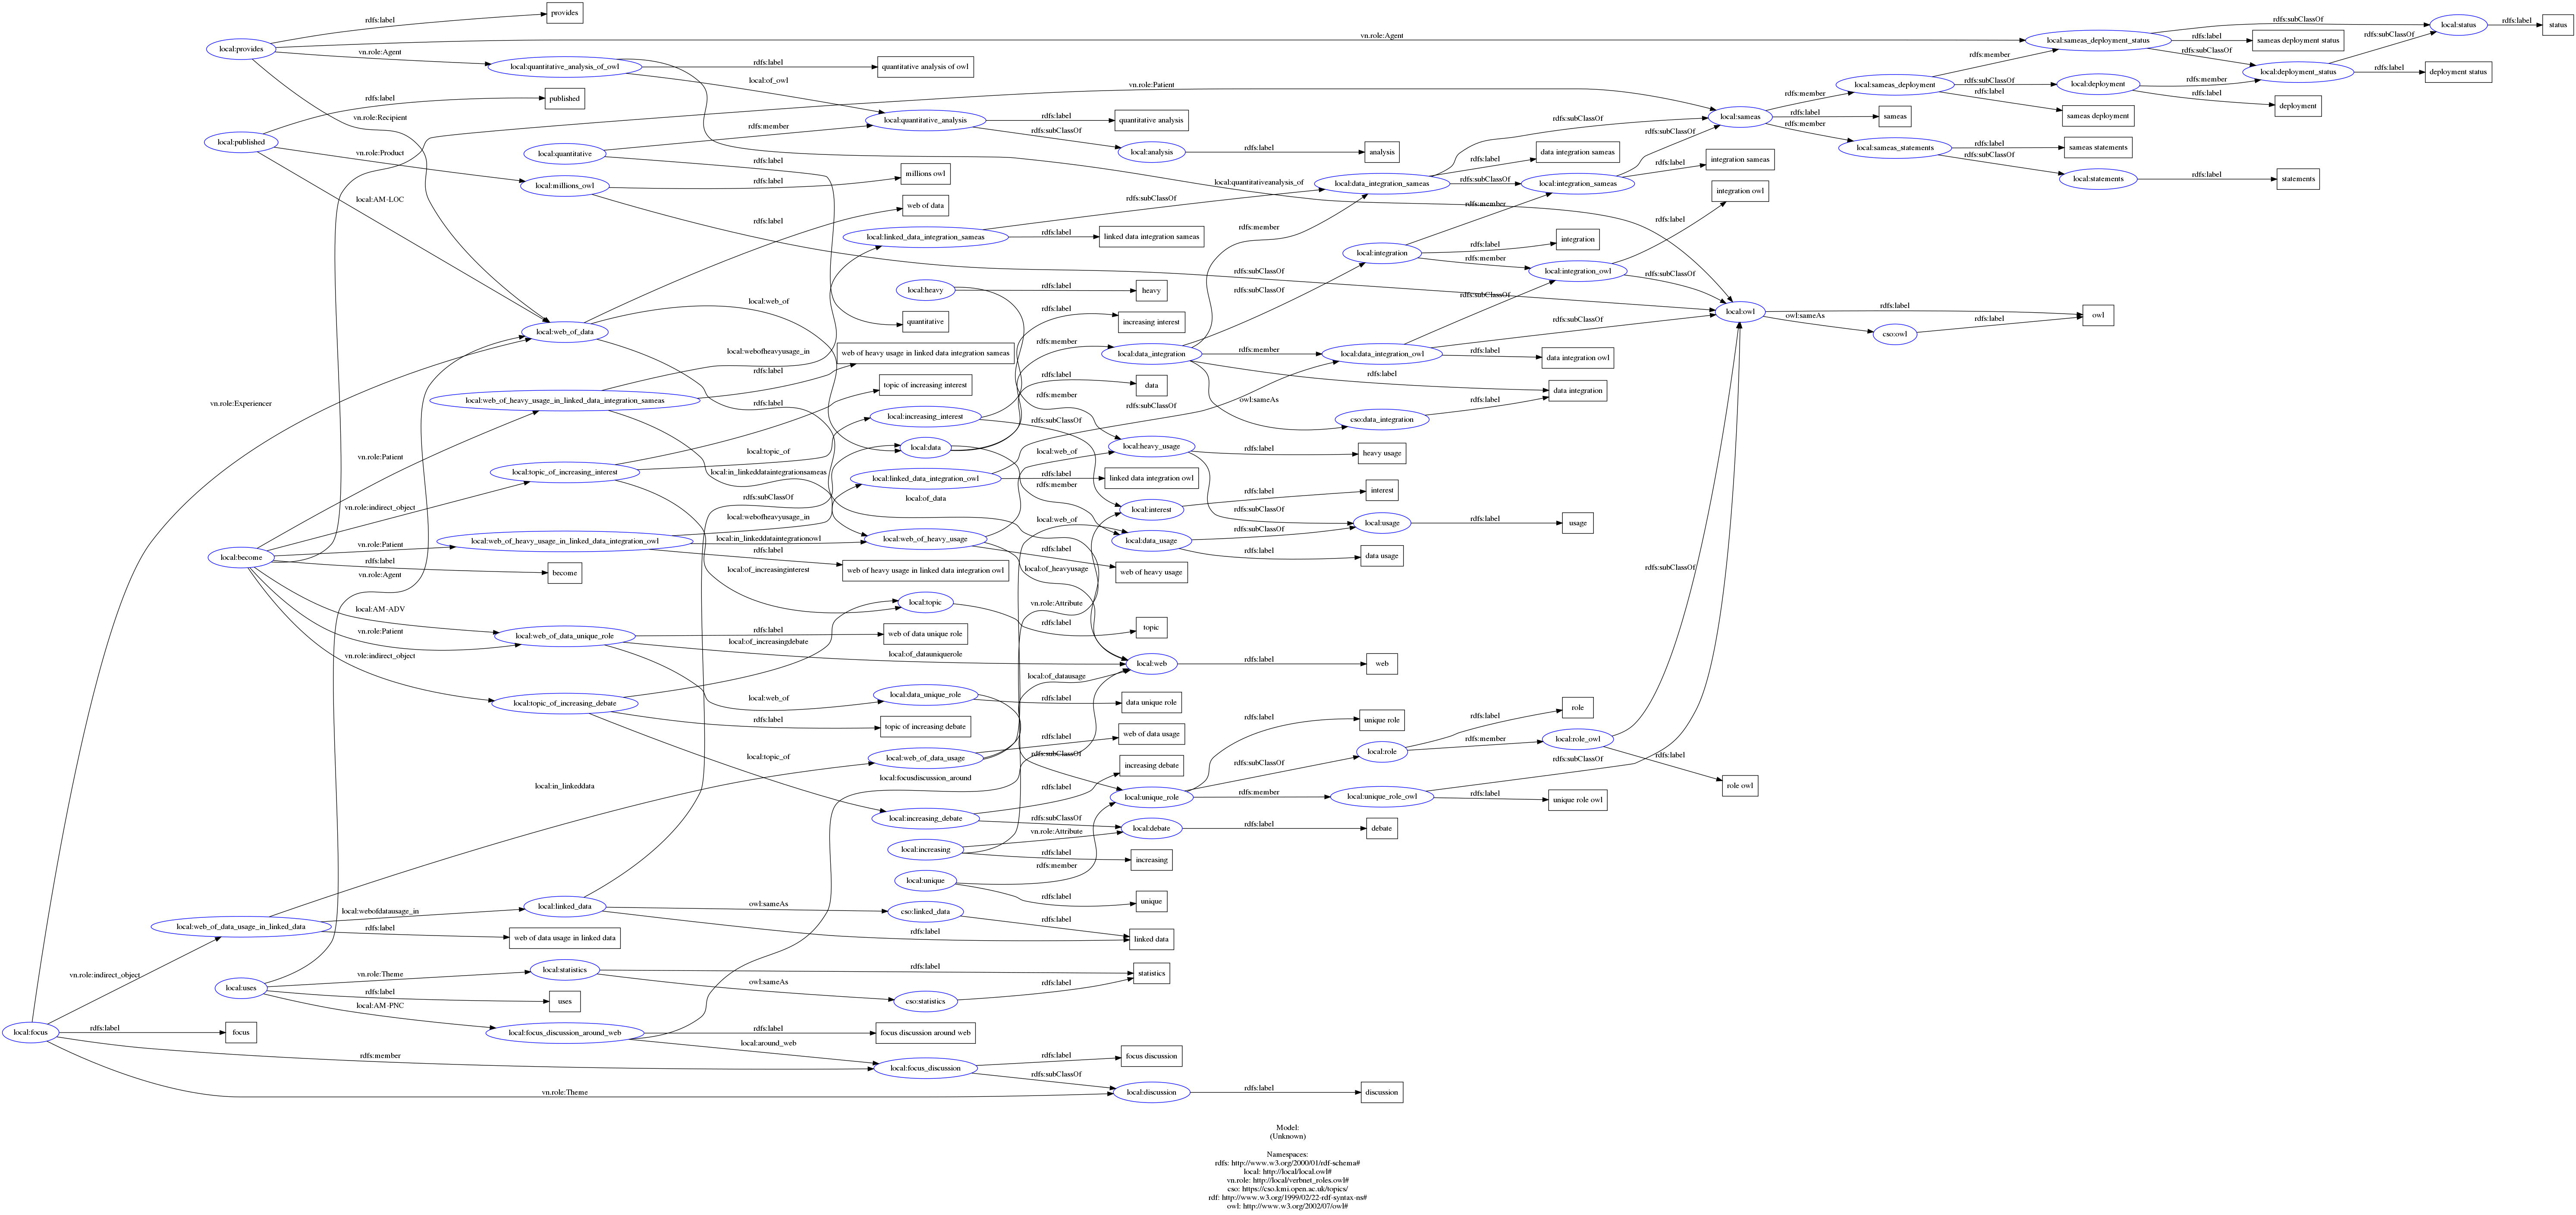 rdfs:label
provides
local:provides
vn.role:Agent
vn.role:Agent
vn.role:Recipient
local:quantitative_analysis_of_owl
rdfs:label
quantitative analysis of owl
local:of_owl
local:quantitativeanalysis_of
local:sameas_deployment_status
rdfs:subClassOf
rdfs:label
sameas deployment status
rdfs:subClassOf
local:status
rdfs:label
status
rdfs:subClassOf
local:deployment_status
rdfs:label
deployment status
rdfs:member
local:sameas_deployment
rdfs:subClassOf
rdfs:label
sameas deployment
local:deployment
rdfs:member
rdfs:label
deployment
vn.role:Patient
local:sameas
rdfs:member
rdfs:label
sameas
rdfs:member
local:sameas_statements
rdfs:label
sameas statements
rdfs:subClassOf
local:statements
rdfs:label
statements
rdfs:label
published
local:published
vn.role:Product
local:AM-LOC
local:quantitative
rdfs:member
rdfs:label
quantitative
local:quantitative_analysis
rdfs:label
quantitative analysis
rdfs:subClassOf
local:analysis
rdfs:label
analysis
local:millions_owl
rdfs:label
millions owl
rdfs:label
rdfs:subClassOf
web of data
local:linked_data_integration_sameas
rdfs:subClassOf
rdfs:label
linked data integration sameas
local:data_integration_sameas
rdfs:subClassOf
rdfs:label
data integration sameas
rdfs:subClassOf
local:integration_sameas
rdfs:subClassOf
rdfs:label
integration sameas
rdfs:member
rdfs:member
local:integration
rdfs:label
integration
rdfs:member
local:integration_owl
rdfs:label
integration owl
rdfs:subClassOf
local:heavy
rdfs:label
heavy
rdfs:member
rdfs:label
increasing interest
local:web_of_data
local:web_of
rdfs:label
local:of_data
rdfs:subClassOf
rdfs:member
local:data_integration
rdfs:member
local:data_integration_owl
rdfs:subClassOf
rdfs:subClassOf
rdfs:label
data integration owl
rdfs:label
data integration
owl:sameAs
cso:data_integration
rdfs:label
local:owl
rdfs:label
owl
owl:sameAs
cso:owl
rdfs:label
local:webofheavyusage_in
rdfs:label
web of heavy usage in linked data integration sameas
local:web_of_heavy_usage_in_linked_data_integration_sameas
local:in_linkeddataintegrationsameas
topic of increasing interest
rdfs:label
data
local:increasing_interest
rdfs:subClassOf
rdfs:subClassOf
vn.role:Experiencer
vn.role:Patient
vn.role:indirect_object
local:topic_of_increasing_interest
local:topic_of
local:of_increasinginterest
local:data
rdfs:member
local:linked_data_integration_owl
rdfs:label
linked data integration owl
local:web_of
local:heavy_usage
rdfs:label
heavy usage
rdfs:subClassOf
local:interest
rdfs:label
interest
local:usage
rdfs:label
usage
local:web_of
local:data_usage
rdfs:subClassOf
rdfs:label
data usage
local:become
vn.role:Patient
rdfs:label
become
vn.role:Agent
local:web_of_heavy_usage_in_linked_data_integration_owl
local:webofheavyusage_in
local:in_linkeddataintegrationowl
rdfs:label
web of heavy usage in linked data integration owl
rdfs:subClassOf
local:web_of_heavy_usage
rdfs:label
web of heavy usage
local:of_heavyusage
local:AM-ADV
vn.role:Patient
vn.role:indirect_object
local:web_of_data_unique_role
rdfs:label
web of data unique role
local:of_datauniquerole
local:web_of
local:topic
rdfs:label
topic
vn.role:Attribute
local:web
rdfs:label
web
local:topic_of_increasing_debate
local:of_increasingdebate
rdfs:label
topic of increasing debate
local:topic_of
local:data_unique_role
rdfs:label
data unique role
rdfs:subClassOf
local:of_datausage
local:web_of_data_usage
rdfs:label
web of data usage
local:focusdiscussion_around
local:in_linkeddata
local:increasing_debate
rdfs:label
increasing debate
rdfs:subClassOf
local:debate
rdfs:label
debate
local:increasing
vn.role:Attribute
rdfs:label
increasing
local:unique
rdfs:member
rdfs:label
unique
local:unique_role
rdfs:label
unique role
rdfs:subClassOf
local:role
rdfs:label
role
rdfs:member
local:role_owl
rdfs:subClassOf
rdfs:label
role owl
rdfs:member
local:unique_role_owl
rdfs:subClassOf
rdfs:label
unique role owl
local:web_of_data_usage_in_linked_data
local:webofdatausage_in
rdfs:label
web of data usage in linked data
local:linked_data
owl:sameAs
rdfs:label
cso:linked_data
rdfs:label
linked data
vn.role:indirect_object
local:uses
vn.role:Theme
rdfs:label
uses
local:AM-PNC
local:statistics
rdfs:label
statistics
owl:sameAs
cso:statistics
rdfs:label
local:focus
rdfs:label
focus
local:focus_discussion_around_web
rdfs:label
focus discussion around web
local:around_web
rdfs:member
local:focus_discussion
rdfs:label
focus discussion
rdfs:subClassOf
vn.role:Theme
local:discussion
rdfs:label
discussion
Model:
(Unknown)
Namespaces:
rdfs: http://www.w3.org/2000/01/rdf-schema#
local: http://local/local.owl#
vn.role: http://local/verbnet_roles.owl#
cso: https://cso.kmi.open.ac.uk/topics/
rdf: http://www.w3.org/1999/02/22-rdf-syntax-ns#
owl: http://www.w3.org/2002/07/owl#